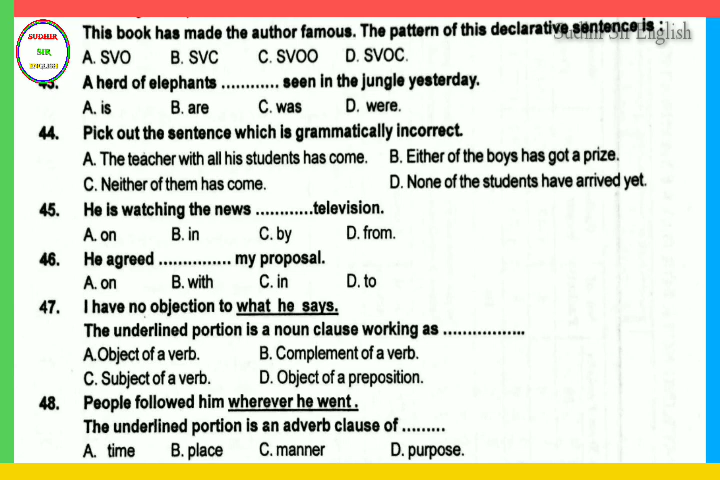 SUDHIR
SIR
ENGLISH
Sudhir Sir English
This book has made the author famous. The pattern of this declarative sentence is :
A. SVO B. SVC C. SVOO D. SVOC.
43. A herd of elephants ............ seen in the jungle yesterday.
A. is B. are C. was D. were.
44. Pick out the sentence which is grammatically incorrect.
A. The teacher with all his students has come. B. Either of the boys has got a prize.
C. Neither of them has come. D. None of the students have arrived yet.
45. He is watching the news ............television.
A. on B. in C. by D. from.
46. He agreed ............... my proposal.
A. on B. with C. in D. to
47. I have no objection to what he says.
The underlined portion is a noun clause working as .................
A.Object of a verb. B. Complement of a verb.
C. Subject of a verb. D. Object of a preposition.
48. People followed him wherever he went .
The underlined portion is an adverb clause of .........
A. time B. place C. manner D. purpose.